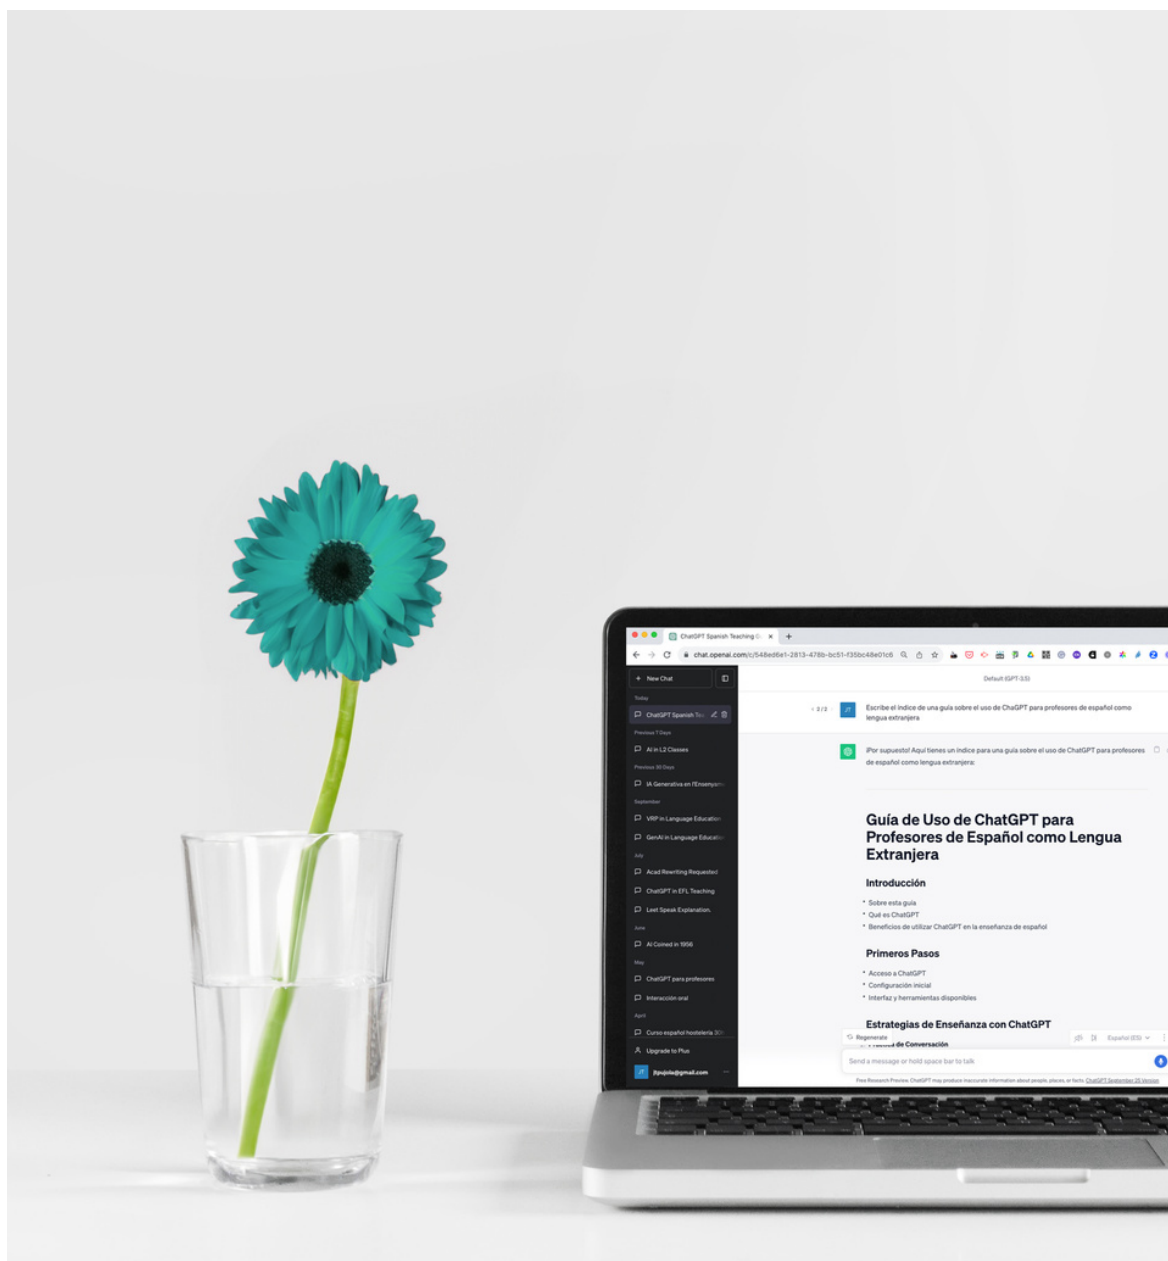 ChatGPT Spanish Teaching G
chat.openai.com/c/548ed6e1-2813-478b-bc51-f35bc48e01c6
New Chat
Default (GPT-3.5)
Today
ChatGPT Spanish Tea
Previous 7 Days
AI in L2 Classes
Previous 30 Days
IA Generativa en l'Ensenyam
September
VRP in Language Education
GenAI in Language Education
July
Acad Rewriting Requested
ChatGPT in EFL Teaching
Leet Speak Explanation.
June
AI Coined in 1956
May
ChatGPT para profesores
Interacción oral
April
Curso español hostelería 30
Upgrade to Plus
JT jtpujola@gmail.com
2/2
JT
Escribe el índice de una guía sobre el uso de ChaGPT para profesores de español como
lengua extranjera
¡Por supuesto! Aquí tienes un índice para una guía sobre el uso de ChatGPT para profesores
de español como lengua extranjera:
Guía de Uso de ChatGPT para
Profesores de Español como Lengua
Extranjera
Introducción
Sobre esta guía
Qué es ChatGPT
Beneficios de utilizar ChatGPT en la enseñanza de español
Primeros Pasos
Acceso a ChatGPT
Configuración inicial
Interfaz y herramientas disponibles
Estrategias de Enseñanza con ChatGPT
Regenerate
Español (ES)
de Conversación
Send a message or hold space bar to talk
Free Research Preview. ChatGPT may produce inaccurate information about people, places, or facts. ChatGPT September 25 Version